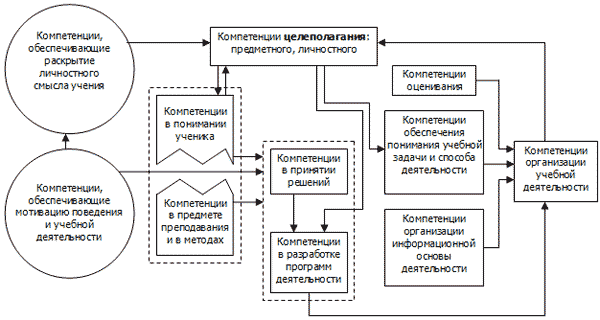 Компетенции,
обеспечивающие
раскрытие
личностного
смысла учения
Компетенции целеполагания:
предметного, личностного
Компетенции
оценивания
Компетенции
в понимании
ученика
Компетенции
обеспечения
понимания учебной
задачи и способа
деятельности
Компетенции
организации
учебной
деятельности
Компетенции
в принятии
решений
Компетенции,
обеспечивающие
мотивацию поведения
и учебной
деятельности
Компетенции
в предмете
преподавания
и в методах
Компетенции
в разработке
программ
деятельности
Компетенции
организации
информационной
основы
деятельности